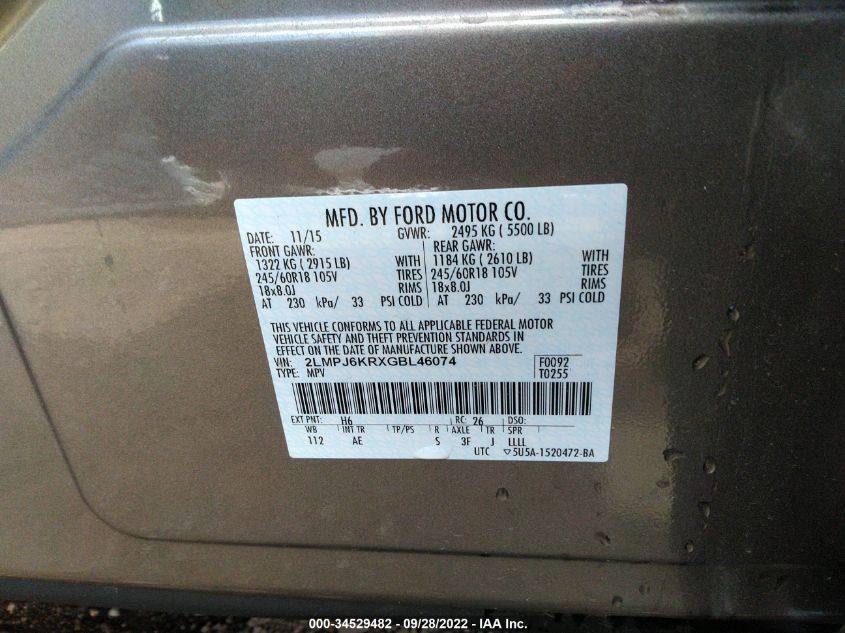 MFD. BY FORD MOTOR CO.
DATE: 11/15 GVWR: 2495 KG ( 5500 LB)
FRONT GAWR: REAR GAWR:
1322 KG ( 2915 LB) WITH 1184 KG ( 2610 LB) WITH
245/60R18 105V TIRES 245/60R18 105V TIRES
18x8.0J RIMS 18x8.0J RIMS
AT 230 kPa/ 33 PSI COLD AT 230 kPa/ 33 PSI COLD
THIS VEHICLE CONFORMS TO ALL APPLICABLE FEDERAL MOTOR
VEHICLE SAFETY AND THEFT PREVENTION STANDARDS IN
EFFECT ON THE DATE OF MANUFACTURE SHOWN ABOVE.
VIN: 2LMPJ6KRXGBL46074 F0092
TYPE: MPV T0255
EXT PNT: H6 RC: 26 DSO:
WB INT TR TP/PS R AXLE TR SPR
112 AE S 3F J LLLL
UTC ▽5U5A-1520472-BA
000-34529482 - 09/28/2022 - IAA Inc.